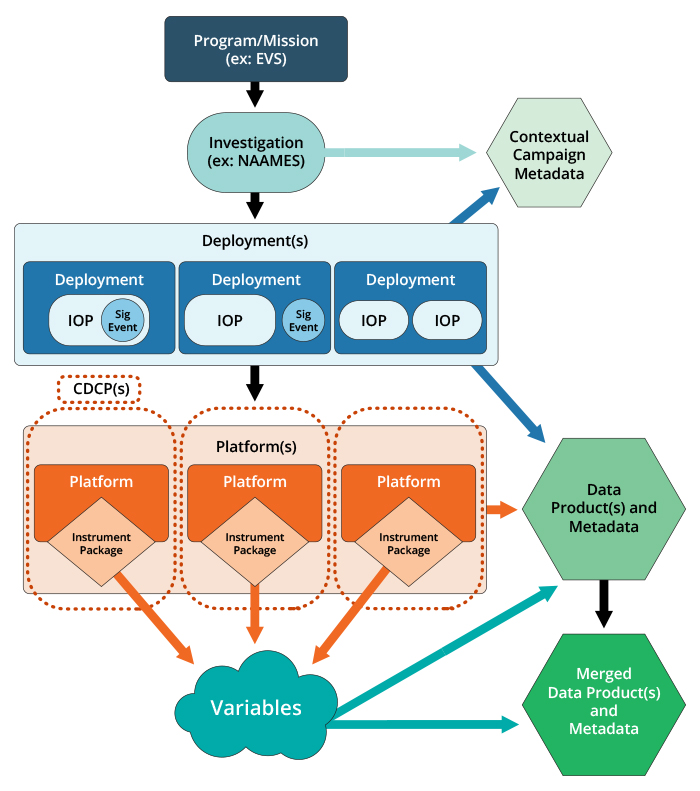 Program/Mission
(ex: EVS)
Investigation
(ex: NAAMES)
Contextual
Campaign
Metadata
Deployment(s)
Deployment
IOP
Sig
Event
Deployment
IOP
Sig
Event
Deployment
IOP
IOP
CDCP(s)
Platform(s)
Platform
Instrument
Package
Platform
Instrument
Package
Platform
Instrument
Package
Data
Product(s) and
Metadata
Variables
Merged
Data Product(s)
and
Metadata